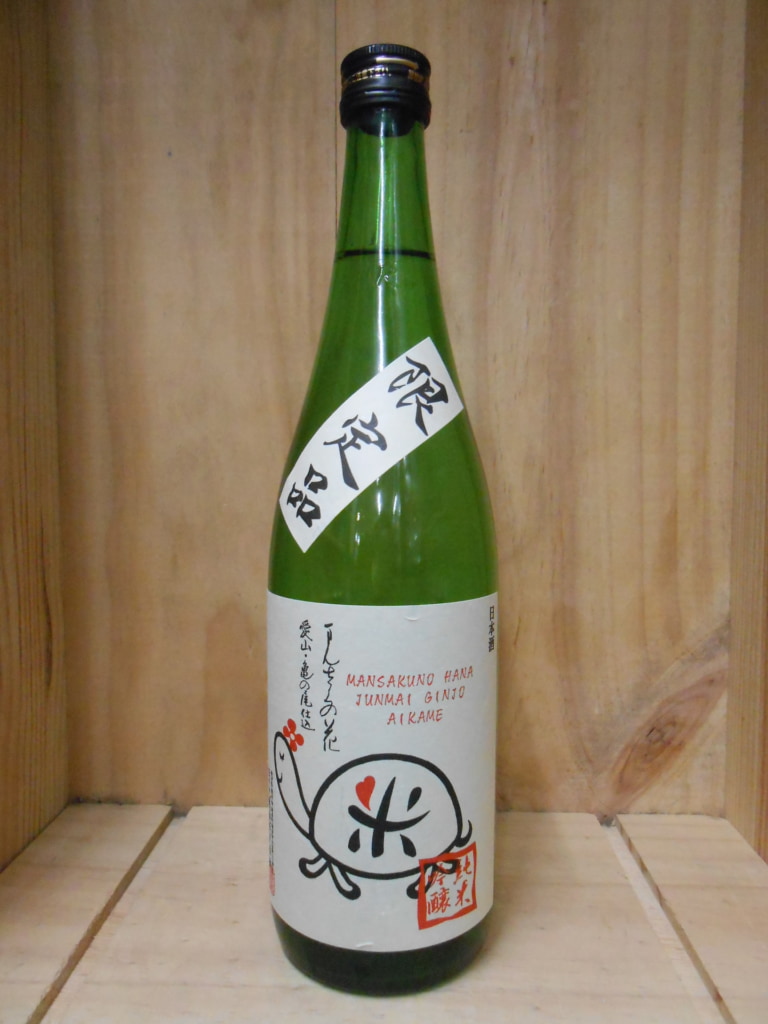 限定品
日本酒
MANSAKUNO HANA
JUNMAI GINJO
AIKAME
まんさくの花
愛山・亀の尾仕込
米
純米
吟醸